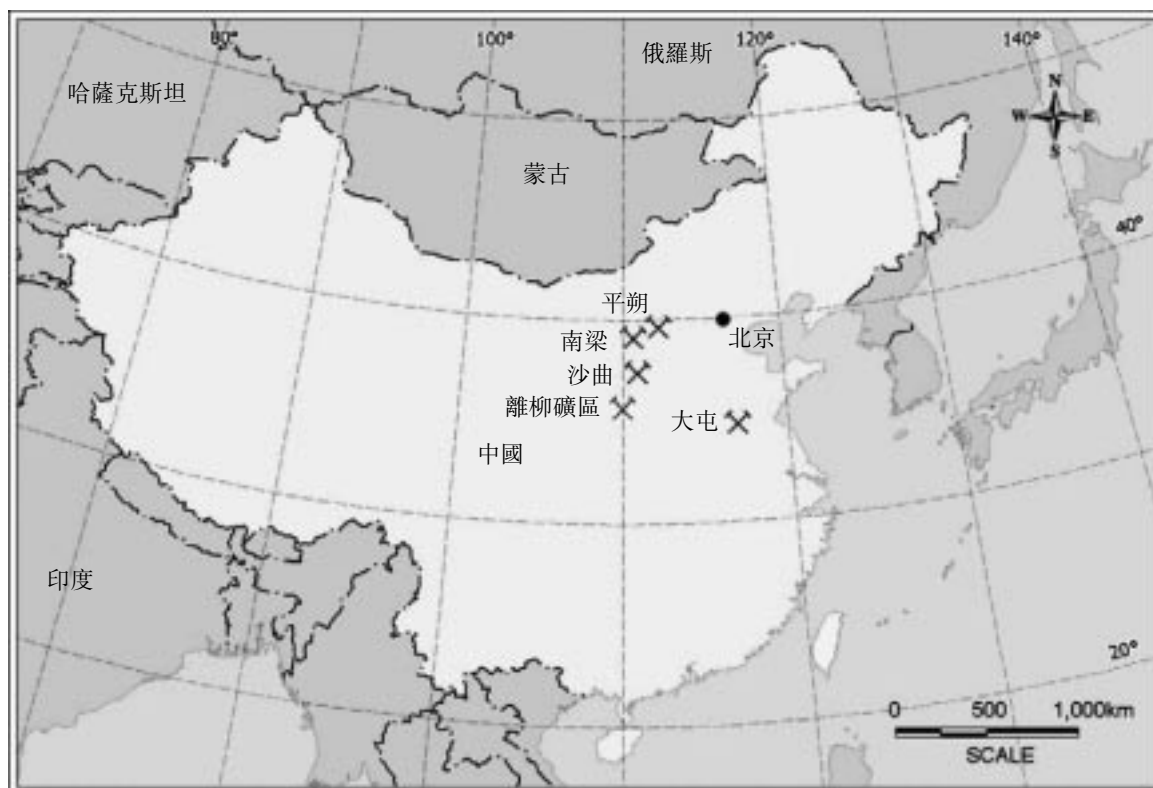 80°
100°
120°
140°
俄羅斯
哈薩克斯坦
N
W E
S
蒙古
40°
平朔
南梁
北京
沙曲
離柳礦區
大屯
中國
印度
20°
0 500 1,000km
SCALE